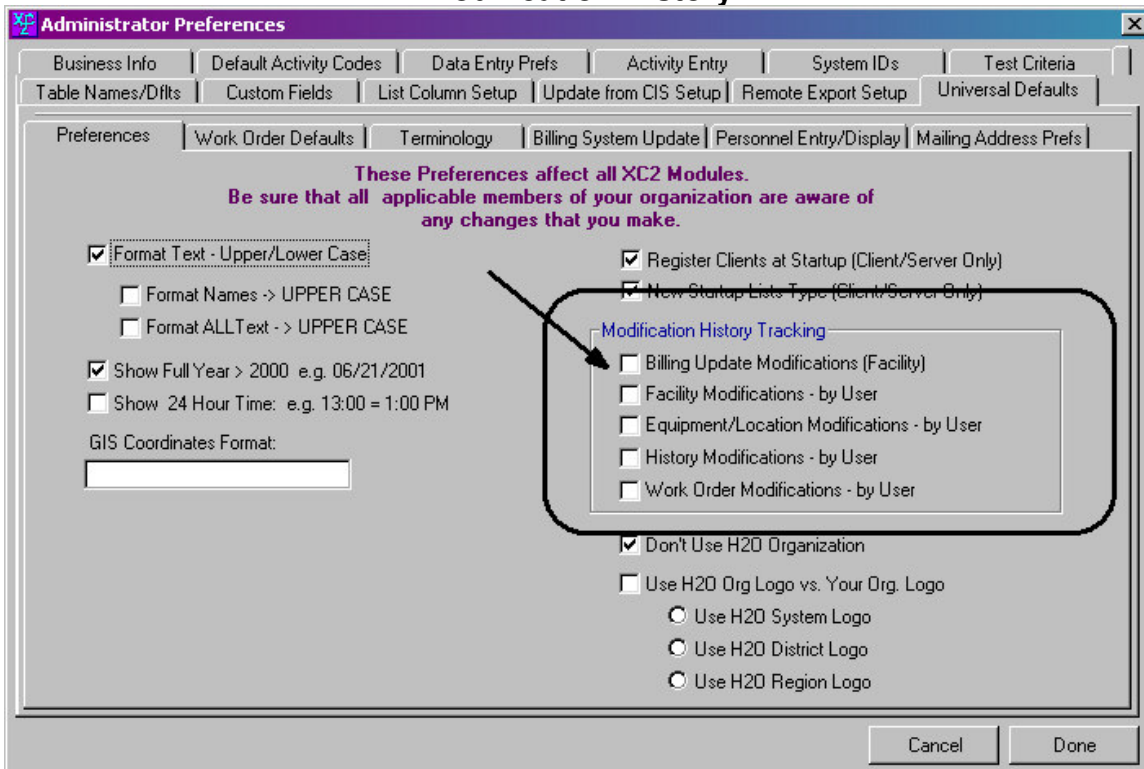 Administrator Preferences
Business Info Default Activity Codes Data Entry Prefs Activity Entry System IDs Test Criteria
Table Names/Dflts Custom Fields List Column Setup Update from CIS Setup Remote Export Setup Universal Defaults
Preferences Work Order Defaults Terminology Billing System Update Personnel Entry/Display Mailing Address Prefs
These Preferences affect all XC2 Modules.
Be sure that all applicable members of your organization are aware of
any changes that you make.
Format Text - Upper/Lower Case
Format Names -> UPPER CASE
Format ALLText -> UPPER CASE
Show Full Year > 2000 e.g. 06/21/2001
Show 24 Hour Time: e.g. 13:00 = 1:00 PM
GIS Coordinates Format:
Register Clients at Startup (Client/Server Only)
New Startup Lists Type (Client/Server Only)
Modification History Tracking
Billing Update Modifications (Facility)
Facility Modifications - by User
Equipment/Location Modifications - by User
History Modifications - by User
Work Order Modifications - by User
Don't Use H2O Organization
Use H2O Org Logo vs. Your Org. Logo
Use H2O System Logo
Use H2O District Logo
Use H2O Region Logo
Cancel Done